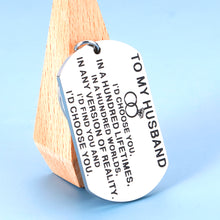 TO MY HUSBAND
I'D CHOOSE YOU.
IN A HUNDRED LIFETIMES,
IN A HUNDRED WORLDS,
IN ANY VERSION OF REALITY,
I'D FIND YOU AND
I'D CHOOSE YOU.